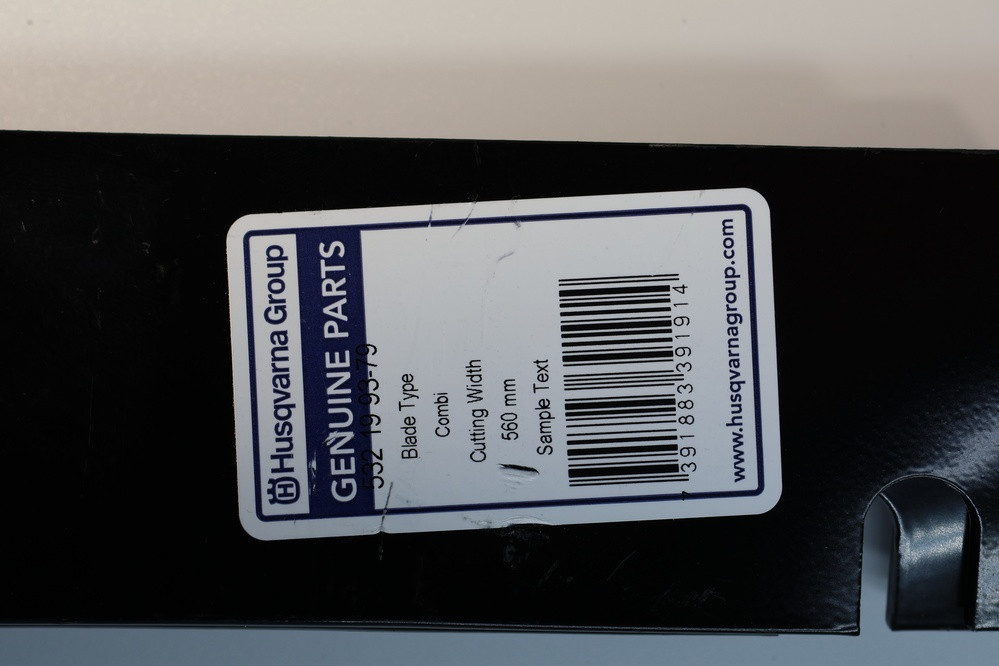 Husqvarna Group
GENUINE PARTS
532 19 93-79
Blade Type
Combi
Cutting Width
560 mm
Sample Text
7 391883 391914
www.husqvarnagroup.com